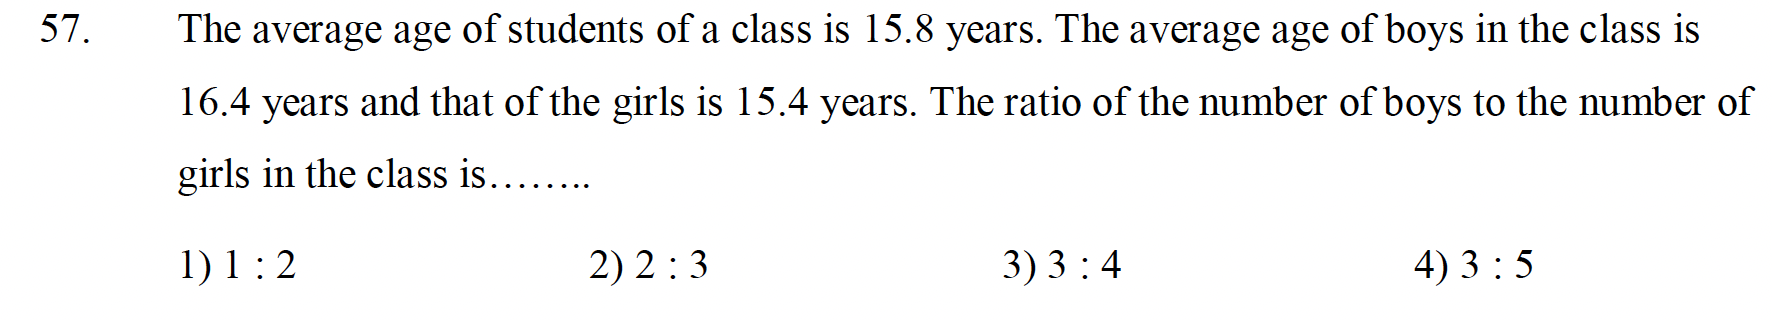 57. The average age of students of a class is 15.8 years. The average age of boys in the class is
16.4 years and that of the girls is 15.4 years. The ratio of the number of boys to the number of
girls in the class is........
1) 1 : 2 2) 2 : 3 3) 3 : 4 4) 3 : 5